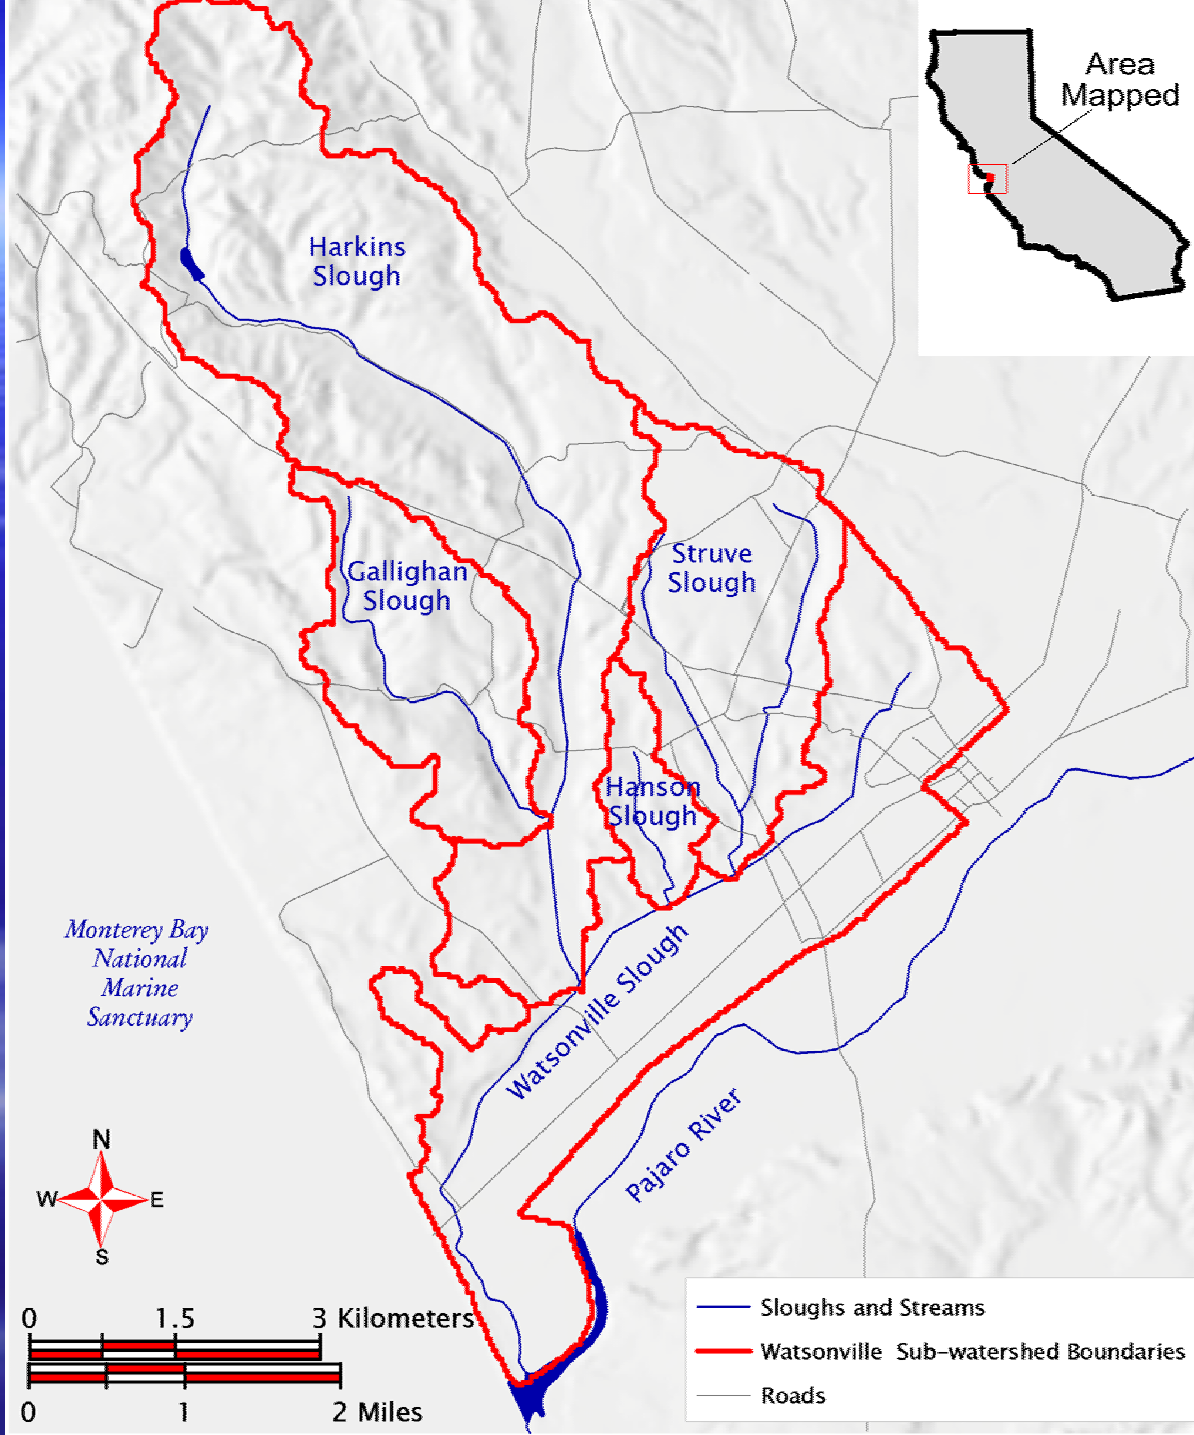 Area
Mapped
Harkins
Slough
Gallighan
Slough
Struve
Slough
Hanson
Slough
Monterey Bay
National
Marine
Sanctuary
Watsonville Slough
Pajaro River
N
W E
S
0 1.5 3 Kilometers
0 1 2 Miles
Sloughs and Streams
Watsonville Sub-watershed Boundaries
Roads